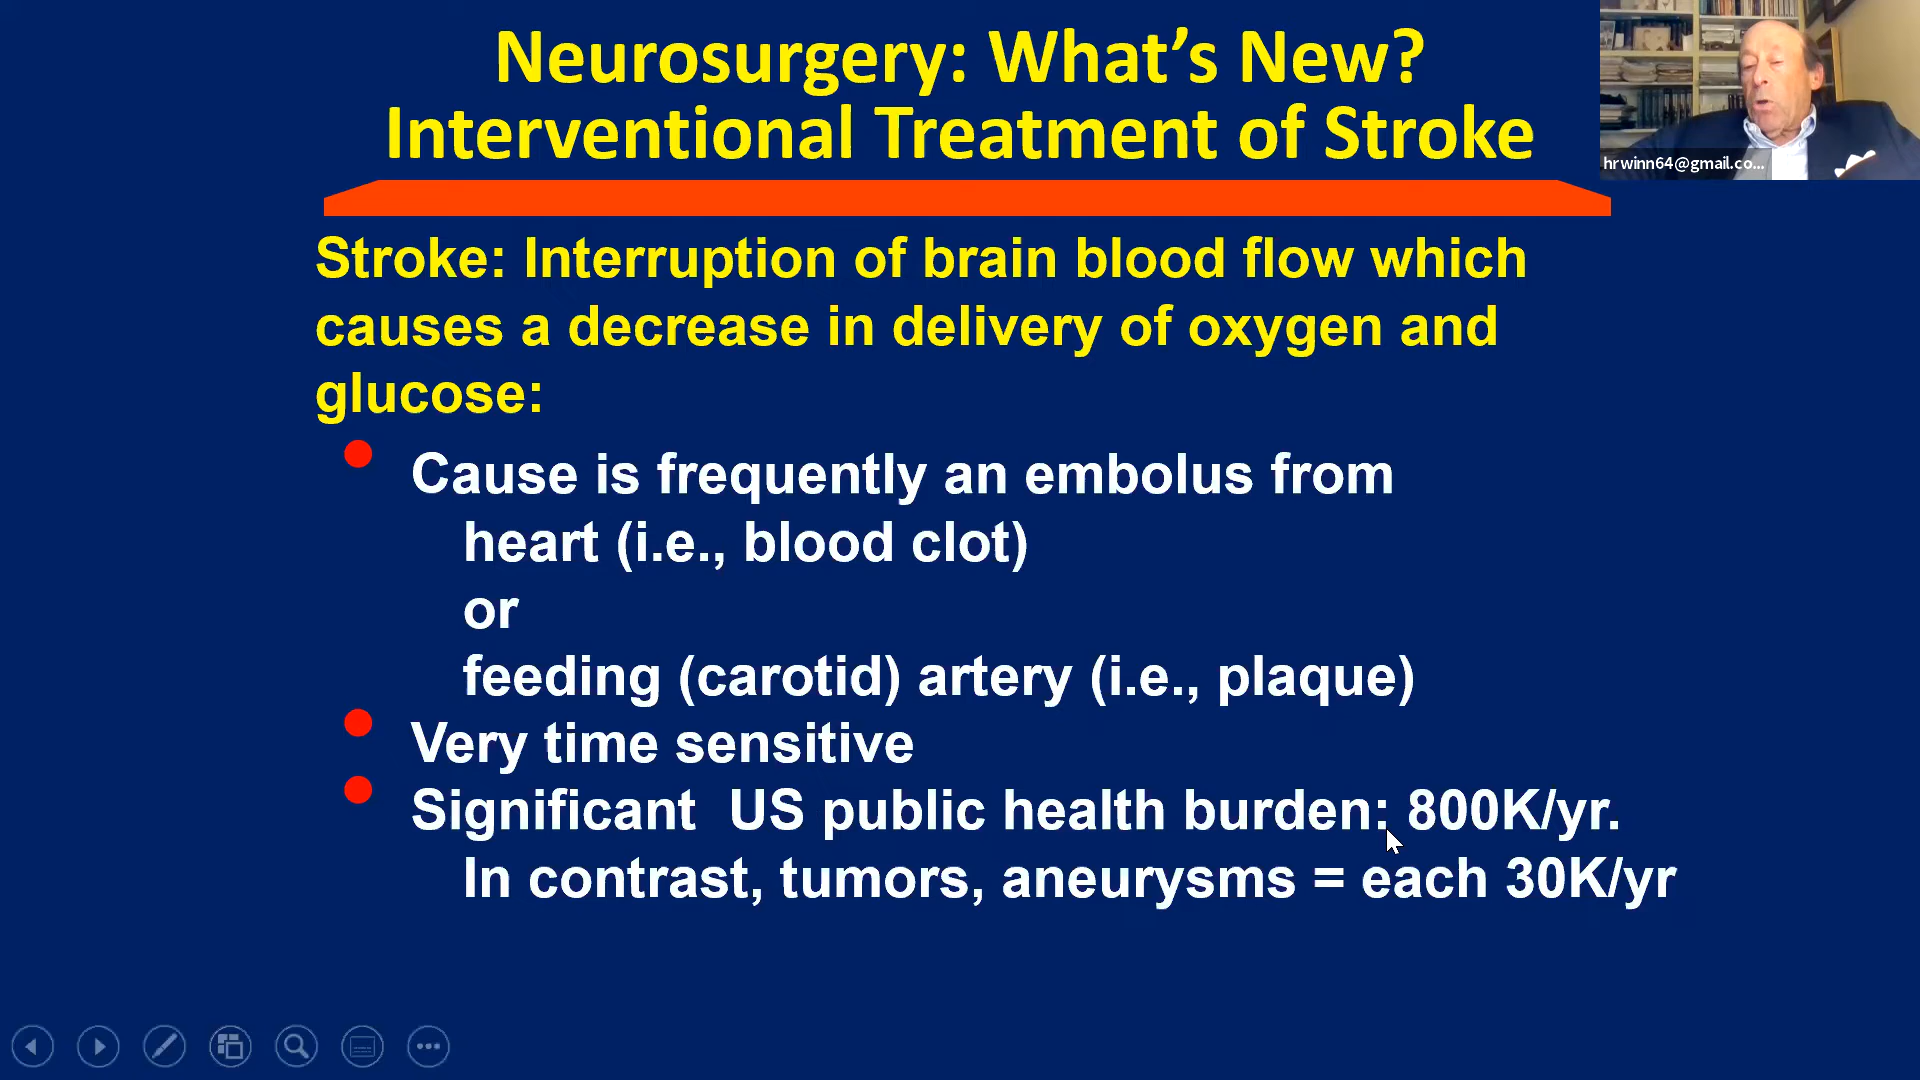 Neurosurgery: What’s New?
Interventional Treatment of Stroke
hrwinn64@gmail.co...
Stroke: Interruption of brain blood flow which
causes a decrease in delivery of oxygen and
glucose:
• Cause is frequently an embolus from
heart (i.e., blood clot)
or
feeding (carotid) artery (i.e., plaque)
• Very time sensitive
• Significant  US public health burden: 800K/yr.
In contrast, tumors, aneurysms = each 30K/yr